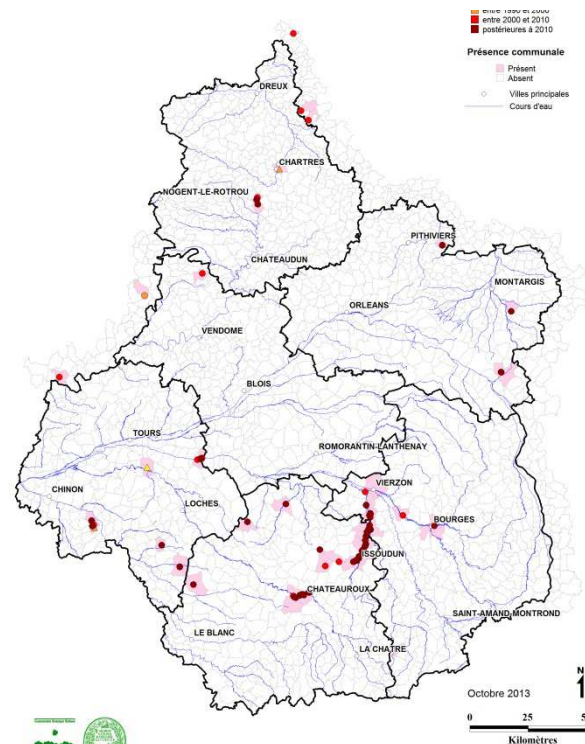 entre 1990 et 2000
entre 2000 et 2010
postérieures à 2010
Présence communale
Présent
Absent
Villes principales
Cours d'eau
DREUX
CHARTRES
NOGENT-LE-ROTROU
PITHIVIERS
CHATEAUDUN
MONTARGIS
ORLEANS
VENDOME
BLOIS
TOURS
ROMORANTIN-LANTHENAY
CHINON
VIERZON
LOCHES
BOURGES
ISSOUDUN
CHATEAUROUX
SAINT-AMAND-MONTROND
LE BLANC
LA CHATRE
N
Octobre 2013
0 25 5
Kilomètres